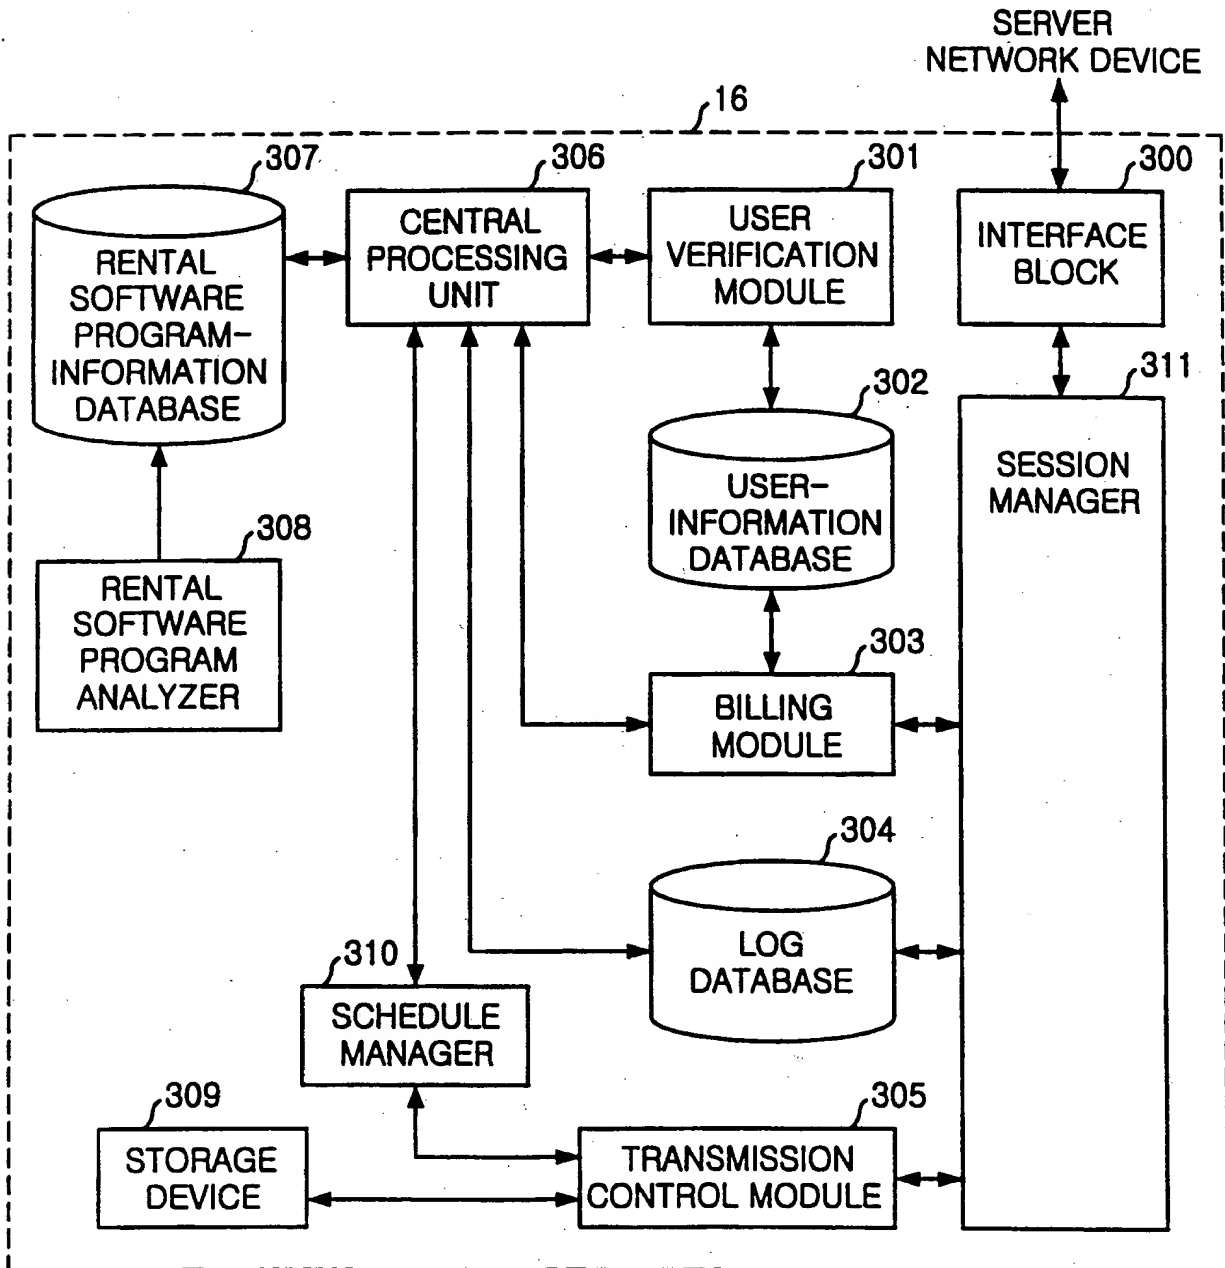 SERVER
NETWORK DEVICE
16
307
306
301
300
RENTAL
SOFTWARE
PROGRAM-
INFORMATION
DATABASE
CENTRAL
PROCESSING
UNIT
USER
VERIFICATION
MODULE
INTERFACE
BLOCK
302
311
USER-
INFORMATION
DATABASE
SESSION
MANAGER
308
RENTAL
SOFTWARE
PROGRAM
ANALYZER
303
BILLING
MODULE
304
LOG
DATABASE
310
SCHEDULE
MANAGER
309
STORAGE
DEVICE
305
TRANSMISSION
CONTROL MODULE